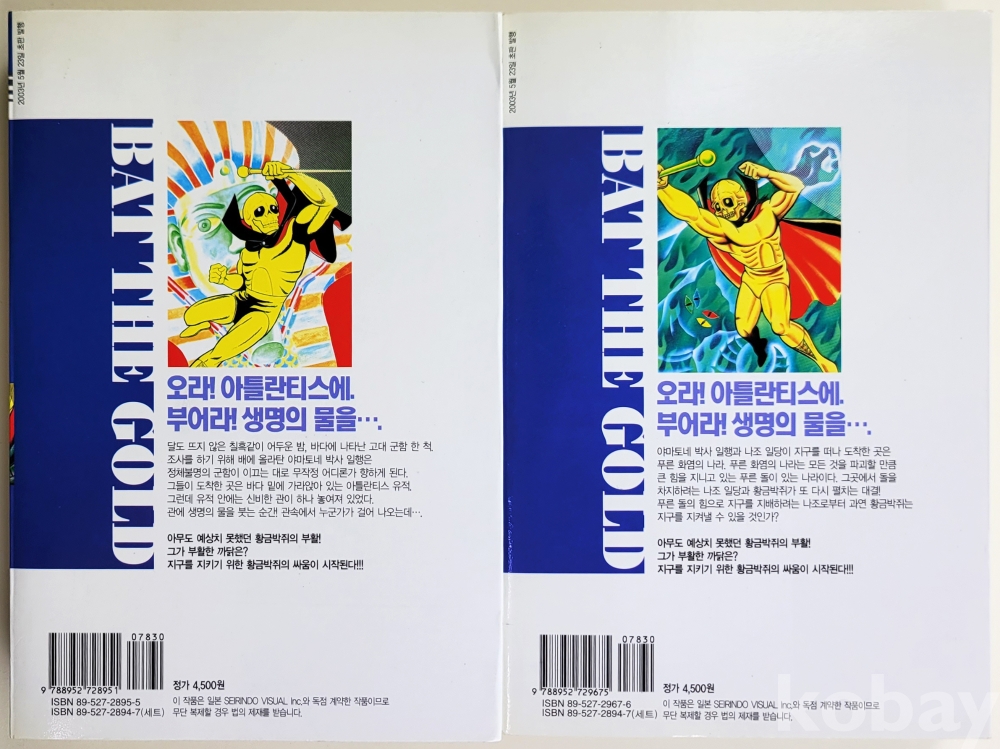 2003년 5월 23일 초판 발행
BAT THE GOLD
오라! 아틀란티스에.
부어라! 생명의 물을….
달도 뜨지 않은 칠흑같이 어두운 밤, 바다에 나타난 고대 군함 한 척.
조사를 하기 위해 배에 올라탄 야마토네 박사 일행은
정체불명의 군함이 이끄는 대로 무작정 어디론가 향하게 된다.
그들이 도착한 곳은 바다 밑에 가라앉아 있는 아틀란티스 유적.
그런데 유적 안에는 신비한 관이 하나 놓여져 있었다.
관에 생명의 물을 붓는 순간! 관속에서 누군가가 걸어 나오는데….
아무도 예상치 못했던 황금박쥐의 부활!
그가 부활한 까닭은?
지구를 지키기 위한 황금박쥐의 싸움이 시작된다!!!
07830
9 788952 728951
ISBN 89-527-2895-5
ISBN 89-527-2894-7(세트)
정가 4,500원
이 작품은 일본 SEIRINDO VISUAL Inc.와 독점 계약한 작품이므로
무단 복제할 경우 법의 제재를 받습니다.
2003년 5월 23일 초판 발행
BAT THE GOLD
오라! 아틀란티스에.
부어라! 생명의 물을….
야마토네 박사 일행과 나조 일당이 지구를 떠나 도착한 곳은
푸른 화염의 나라. 푸른 화염의 나라는 모든 것을 파괴할 만큼
큰 힘을 지니고 있는 푸른 돌이 있는 나라이다. 그곳에서 돌을
차지하려는 나조 일당과 황금박쥐가 또 다시 펼치는 대결!
푸른 돌의 힘으로 지구를 지배하려는 나조로부터 과연 황금박쥐는
지구를 지켜낼 수 있을 것인가?
아무도 예상치 못했던 황금박쥐의 부활!
그가 부활한 까닭은?
지구를 지키기 위한 황금박쥐의 싸움이 시작된다!!!
07830
9 788952 729675
ISBN 89-527-2967-6
ISBN 89-527-2894-7(세트)
정가 4,500원
이 작품은 일본 SEIRINDO VISUAL Inc.와 독점 계약한 작품이므로
무단 복제할 경우 법의 제재를 받습니다.
kobay